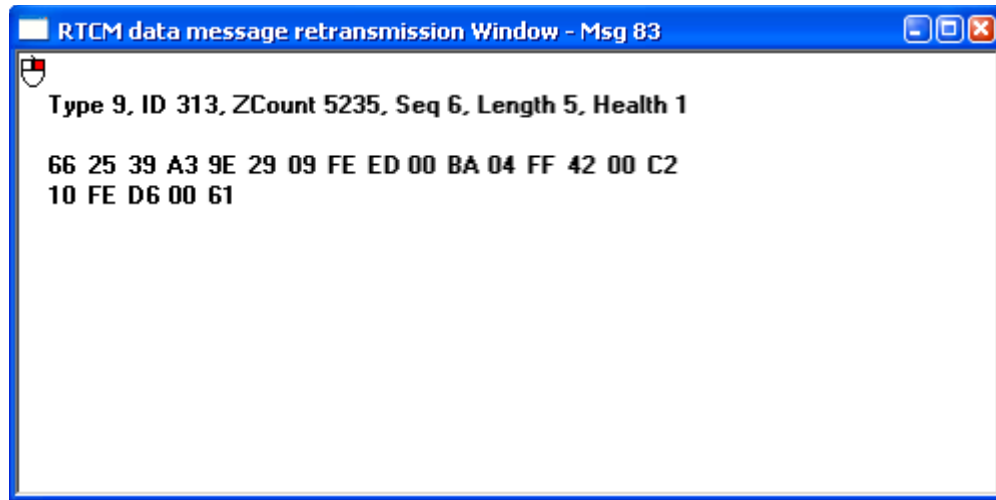 RTCM data message retransmission Window - Msg 83
Type 9, ID 313, ZCount 5235, Seq 6, Length 5, Health 1
66 25 39 A3 9E 29 09 FE ED 00 BA 04 FF 42 00 C2
10 FE D6 00 61